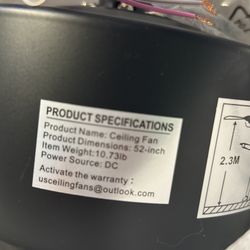 PRODUCT SPECIFICATIONS
Product Name: Ceiling Fan
Product Dimensions: 52-inch
Item Weight:10.73lb
Power Source: DC
Activate the warranty :
usceilingfans@outlook.com
2.3M